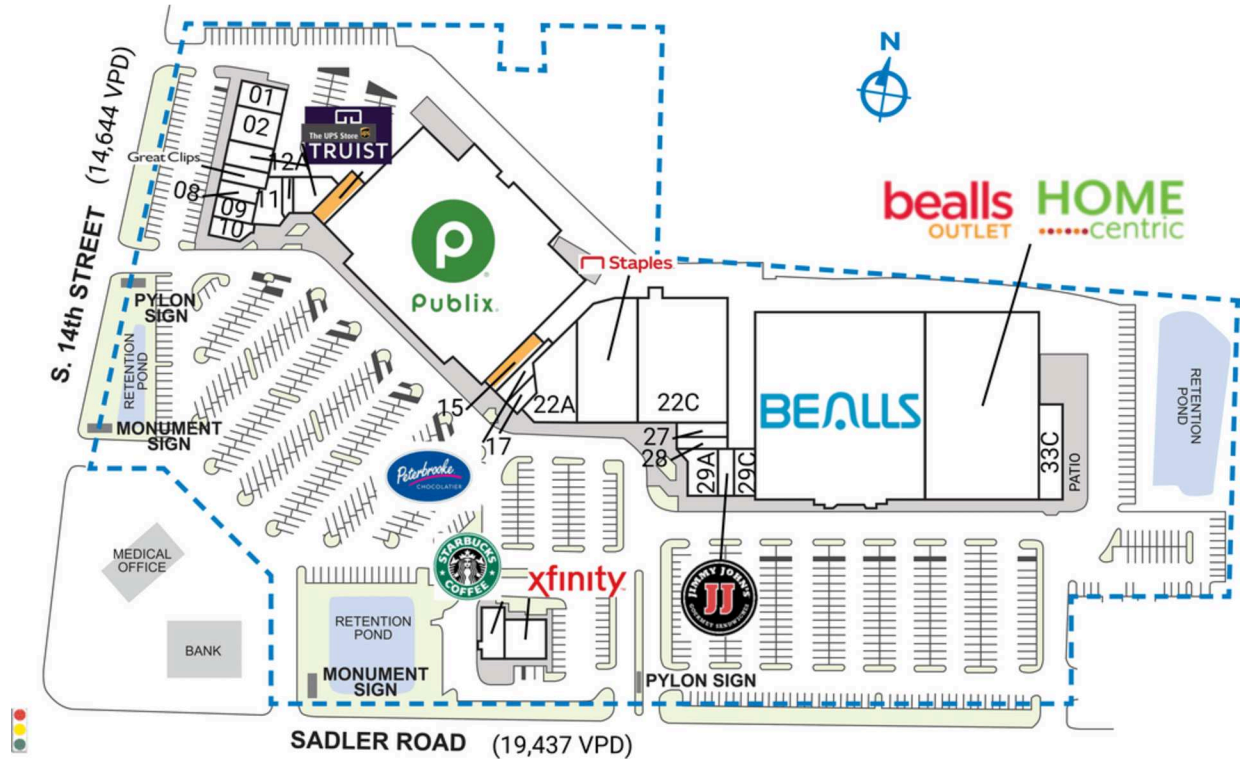 N
S. 14th STREET (14,644 VPD)
01
02
The UPS Store
TRUIST
Great Clips
12A
08
11
09
10
bealls
OUTLET
HOME
centric
Publix
Staples
PYLON
SIGN
RETENTION
POND
RETENTION
POND
MONUMENT
SIGN
15
17
22A
22C
BEALLS
27
28
29A
29C
33C
PATIO
Peterbrooke
CHOCOLATIER
MEDICAL
OFFICE
STARBUCKS
COFFEE
xfinity
JIMMY JOHN'S
JJ
GOURMET SANDWICHES
RETENTION
POND
BANK
MONUMENT
SIGN
PYLON SIGN
SADLER ROAD (19,437 VPD)